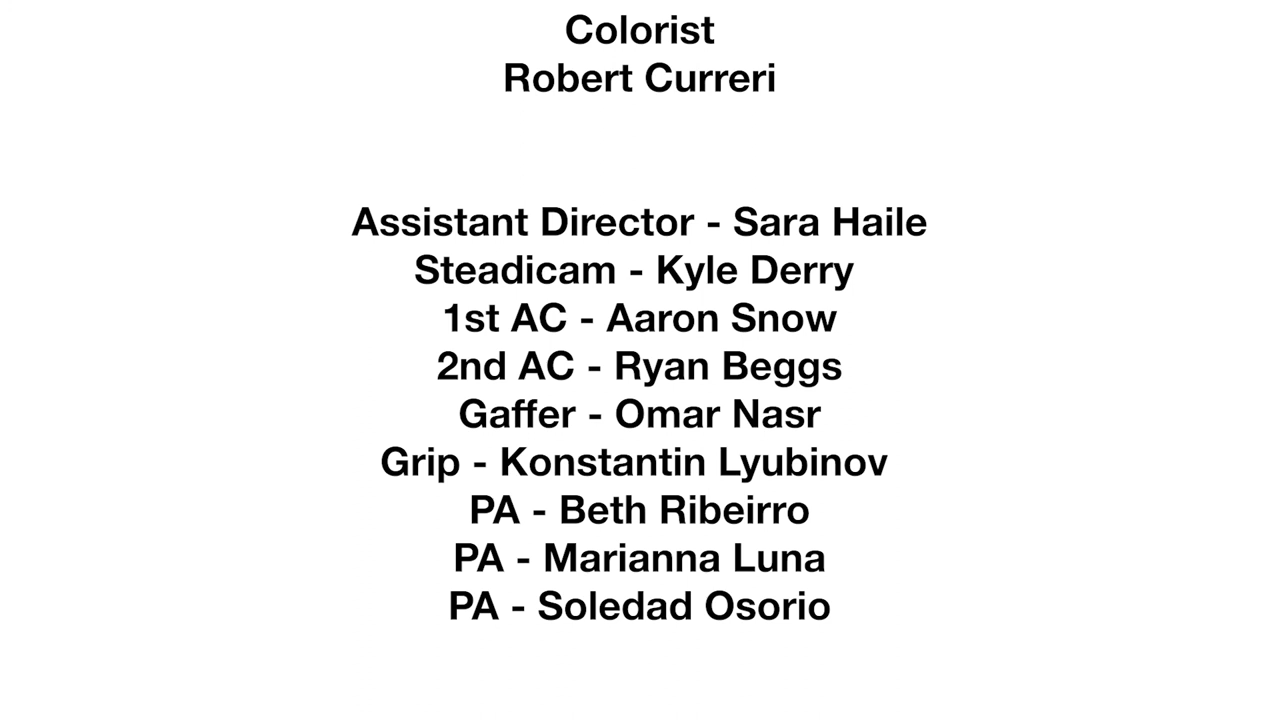 Colorist
Robert Curreri
Assistant Director - Sara Haile
Steadicam - Kyle Derry
1st AC - Aaron Snow
2nd AC - Ryan Beggs
Gaffer - Omar Nasr
Grip - Konstantin Lyubinov
PA - Beth Ribeirro
PA - Marianna Luna
PA - Soledad Osorio